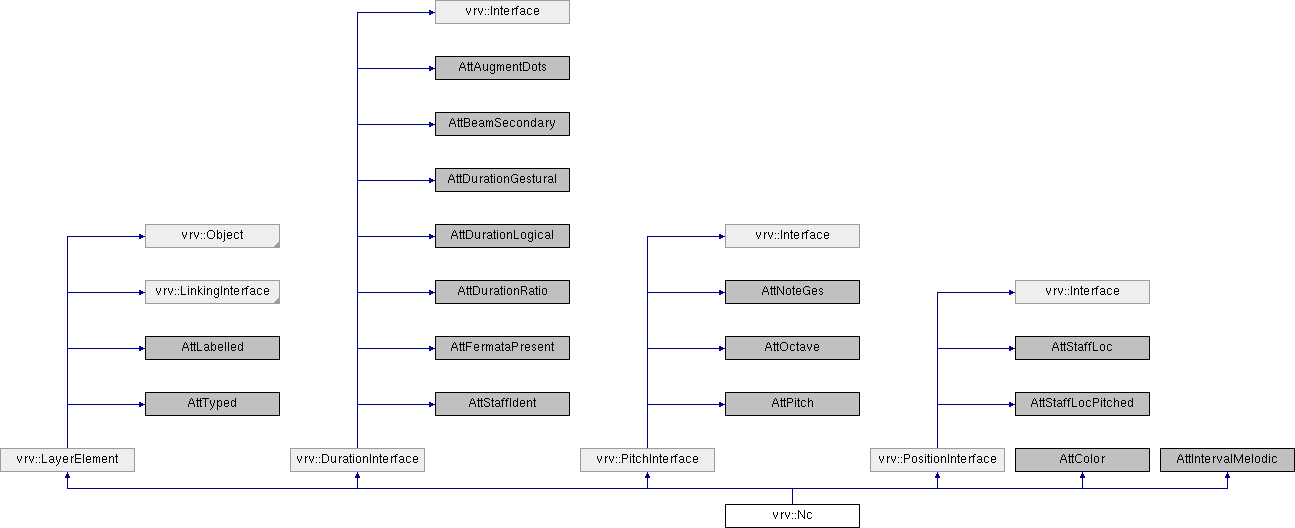 vrv::Interface
AttAugmentDots
AttBeamSecondary
AttDurationGestural
vrv::Object
AttDurationLogical
vrv::Interface
vrv::LinkingInterface
AttDurationRatio
AttNoteGes
vrv::Interface
AttLabelled
AttFermataPresent
AttOctave
AttStaffLoc
AttTyped
AttStaffIdent
AttPitch
AttStaffLocPitched
vrv::LayerElement
vrv::DurationInterface
vrv::PitchInterface
vrv::PositionInterface
AttColor
AttIntervalMelodic
vrv::Nc